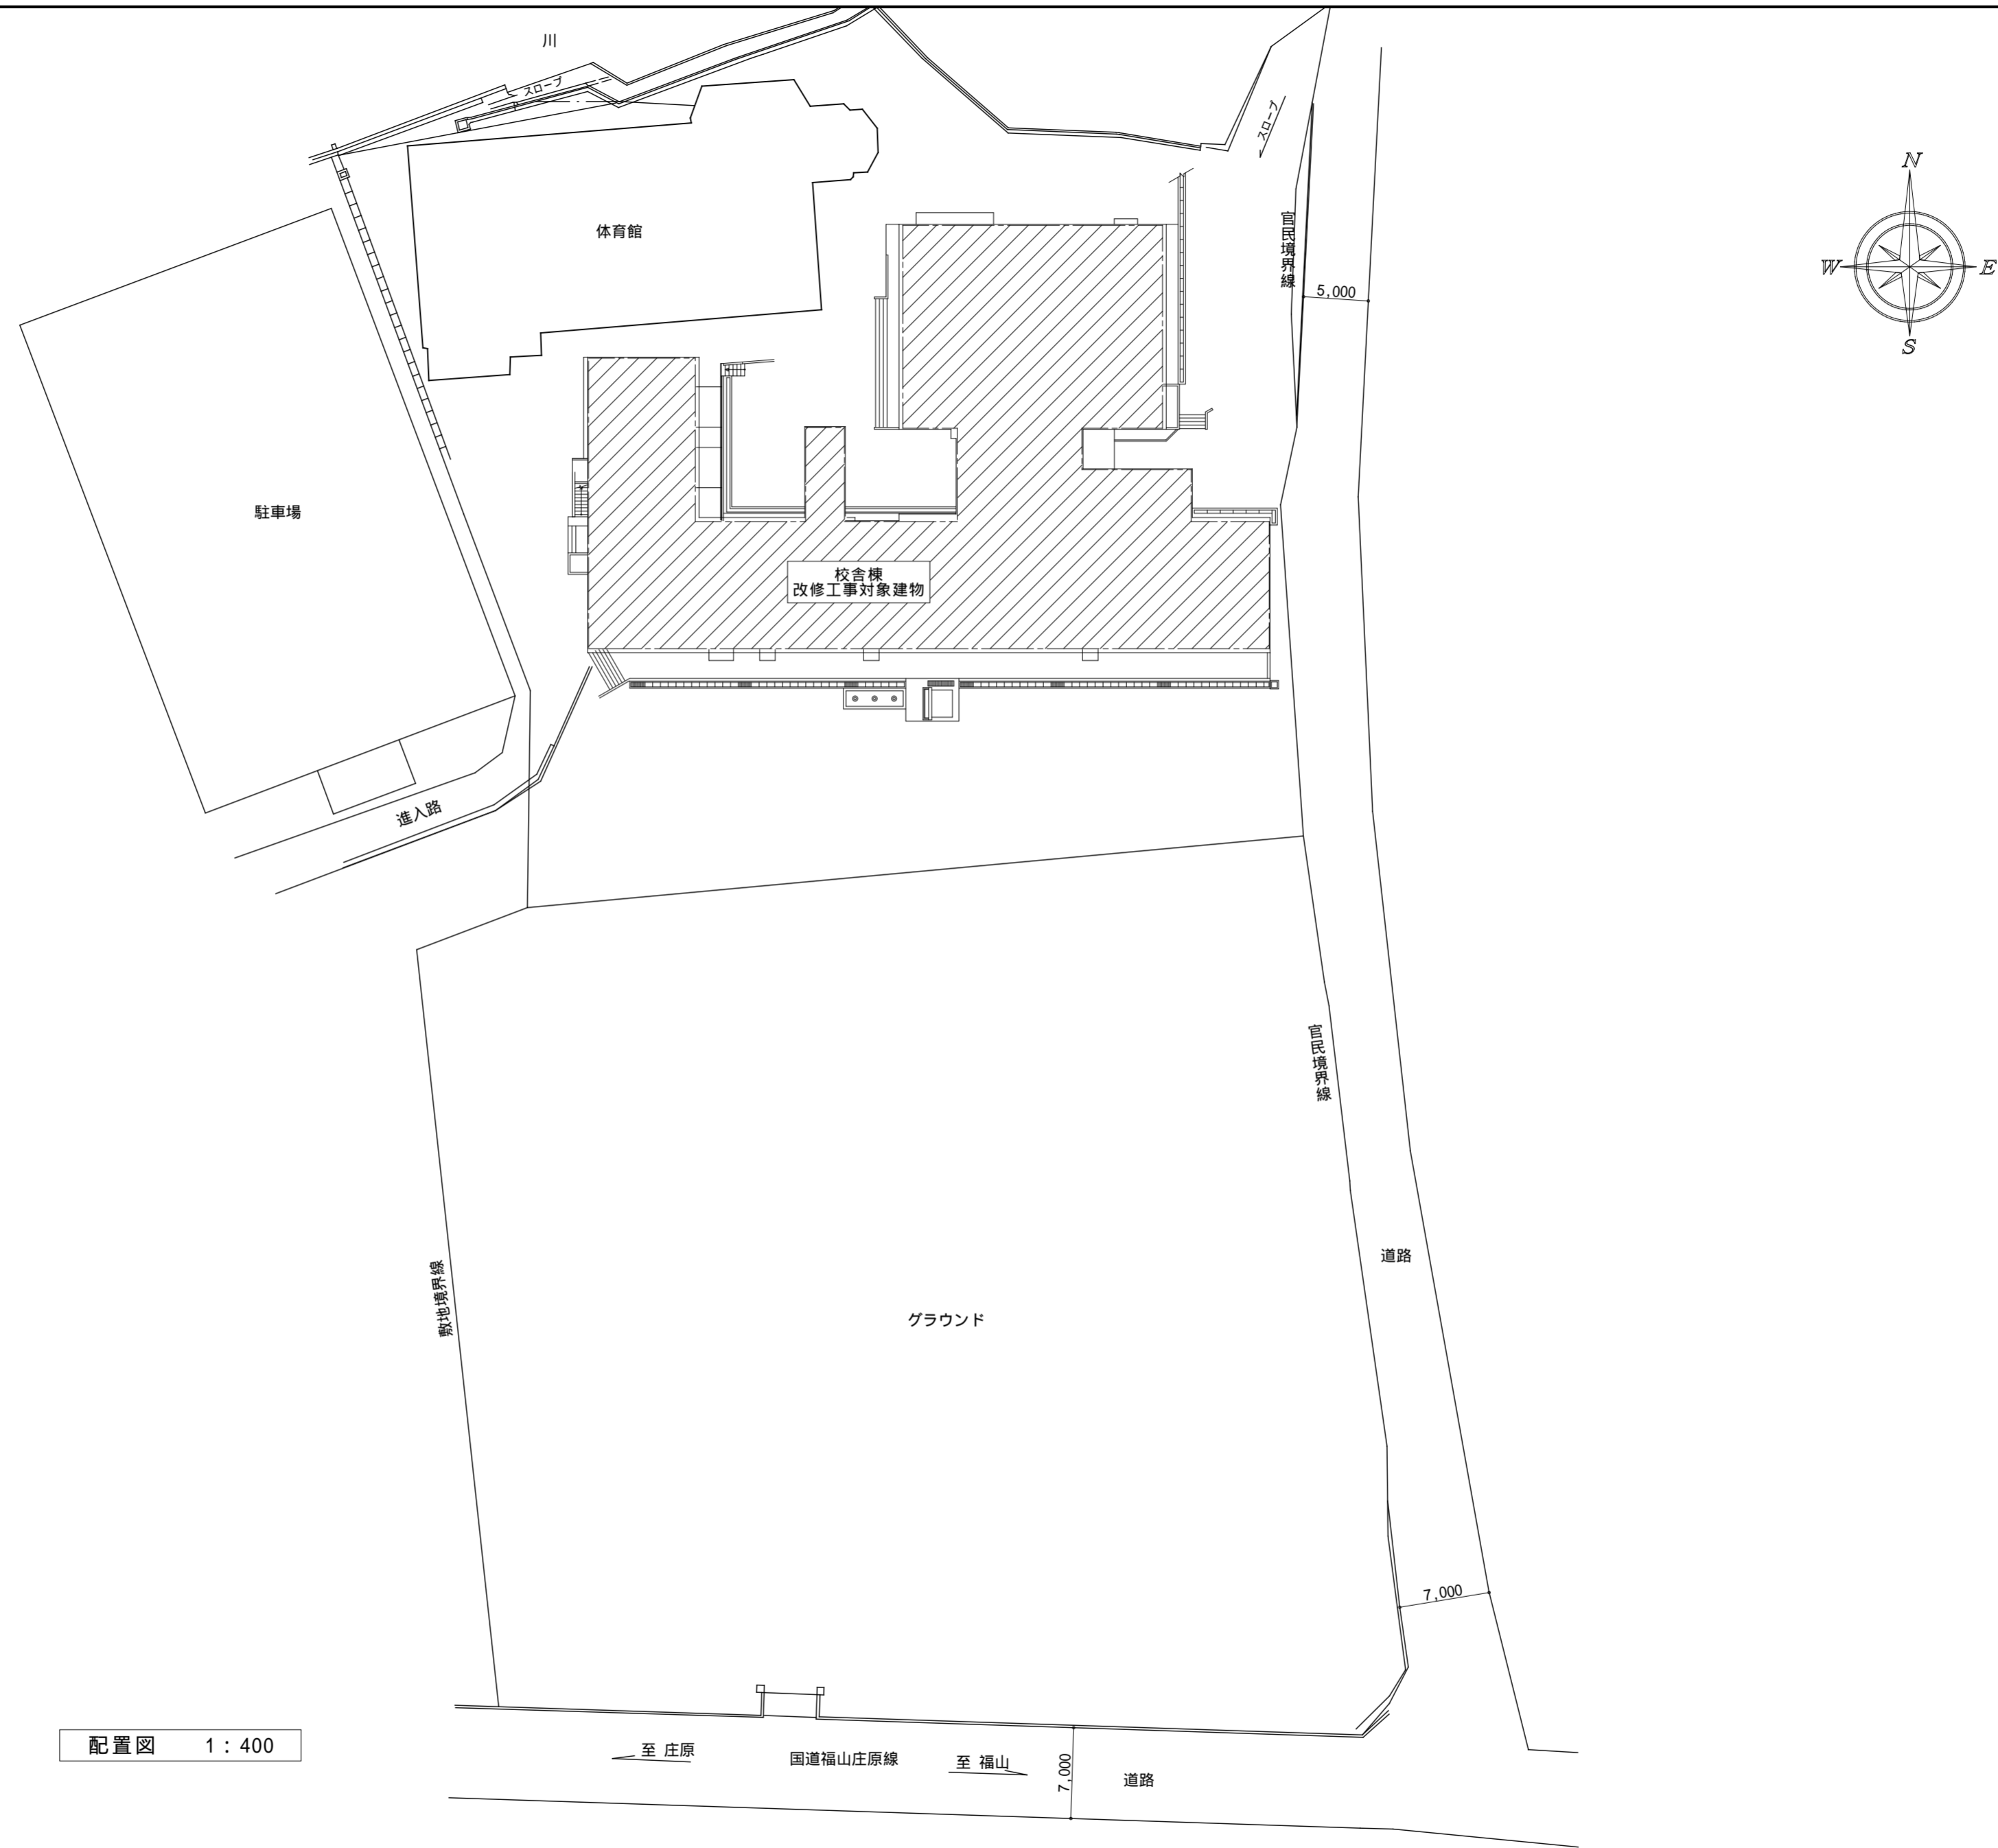 川
スロープ
スロープ
N
W
E
S
体育館
官民境界線
5,000
駐車場
校舎棟
改修工事対象建物
進入路
官民境界線
道路
敷地境界線
グラウンド
7,000
配置図 1：400
至 庄原
国道福山庄原線
至 福山
7,000
道路